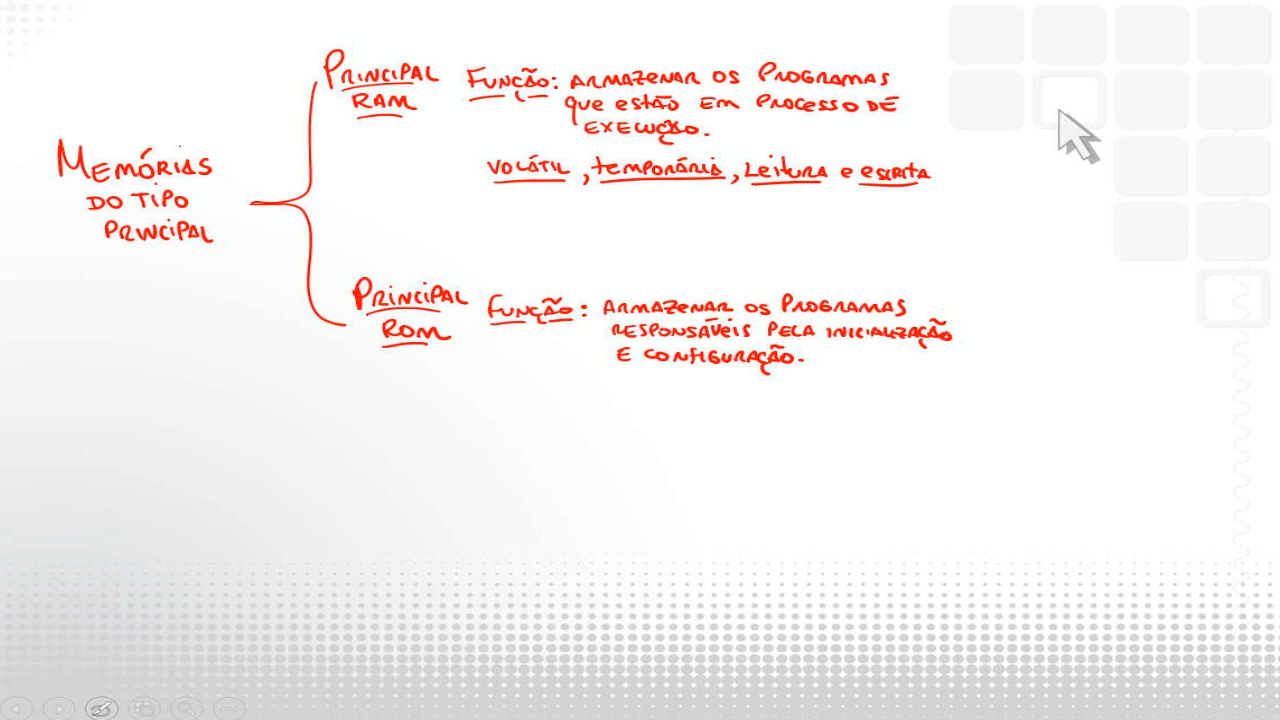 MEMÓRIAS
DO TIPO
PRINCIPAL
PRINCIPAL
RAM
FUNÇÃO: ARMAZENAR OS PROGRAMAS
QUE ESTÃO EM PROCESSO DE
EXECUÇÃO.
VOLÁTIL, TEMPORÁRIA, LEITURA E ESCRITA
PRINCIPAL
ROM
FUNÇÃO: ARMAZENAR OS PROGRAMAS
RESPONSÁVEIS PELA INICIALIZAÇÃO
E CONFIGURAÇÃO.